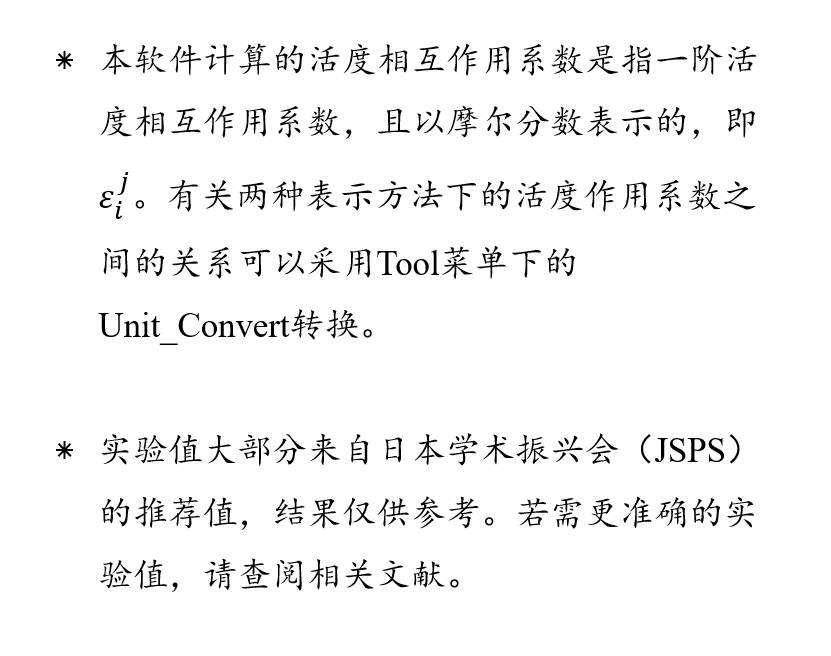 * 本软件计算的活度相互作用系数是指一阶活
度相互作用系数，且以摩尔分数表示的，即
$\varepsilon_i^j$。有关两种表示方法下的活度作用系数之
间的关系可以采用Tool菜单下的
Unit_Convert转换。
* 实验值大部分来自日本学术振兴会（JSPS）
的推荐值，结果仅供参考。若需更准确的实
验值，请查阅相关文献。